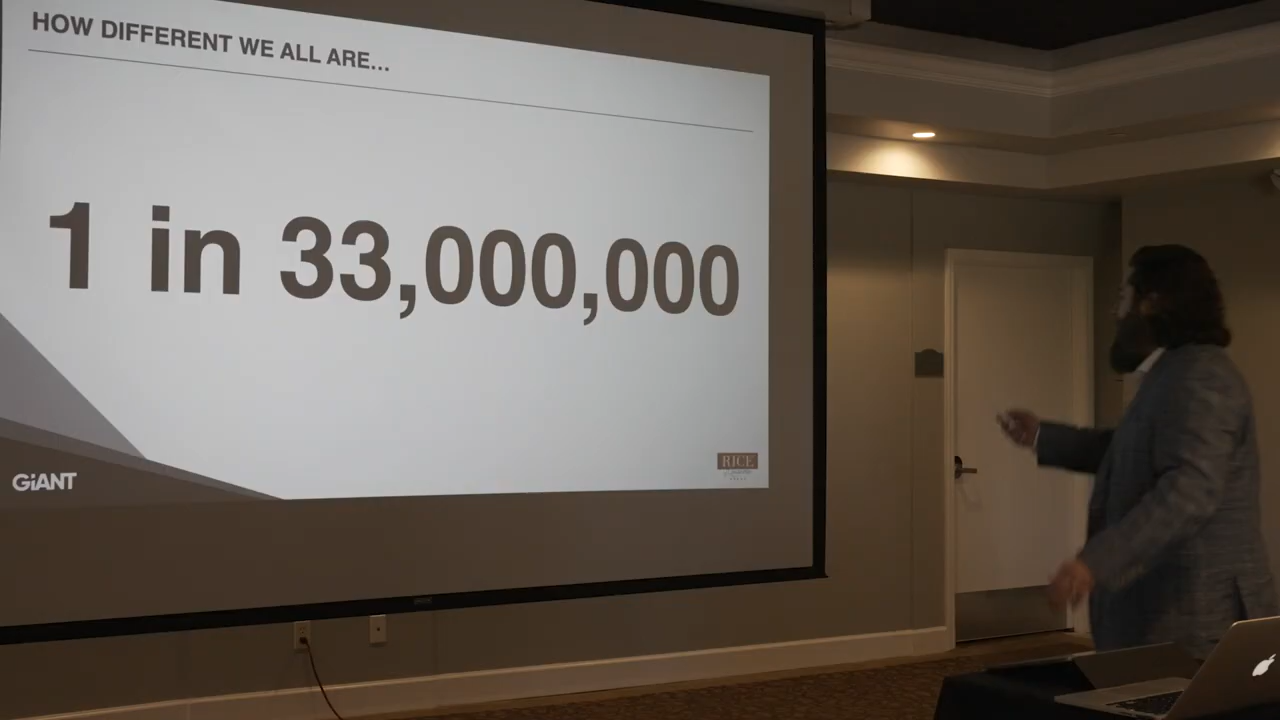 HOW DIFFERENT WE ALL ARE...
1 in 33,000,000
GiANT
RICE